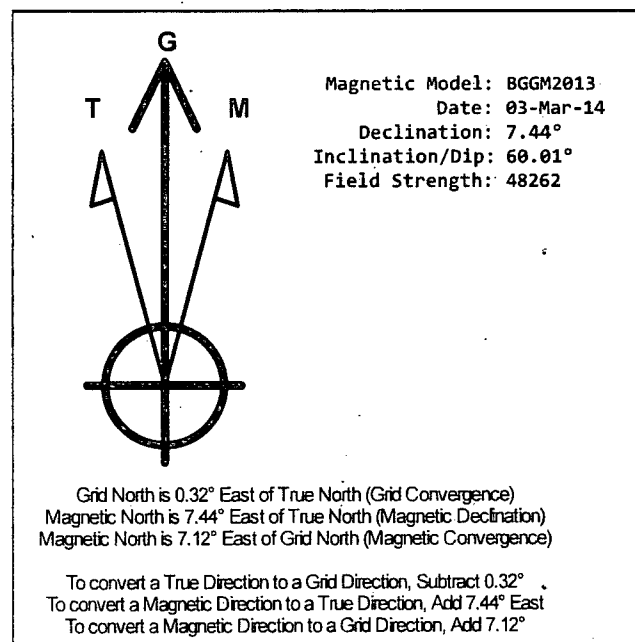 G
T M
Magnetic Model: BGGM2013
Date: 03-Mar-14
Declination: 7.44°
Inclination/Dip: 60.01°
Field Strength: 48262
Grid North is 0.32° East of True North (Grid Convergence)
Magnetic North is 7.44° East of True North (Magnetic Declination)
Magnetic North is 7.12° East of Grid North (Magnetic Convergence)
To convert a True Direction to a Grid Direction, Subtract 0.32°
To convert a Magnetic Direction to a True Direction, Add 7.44° East
To convert a Magnetic Direction to a Grid Direction, Add 7.12°